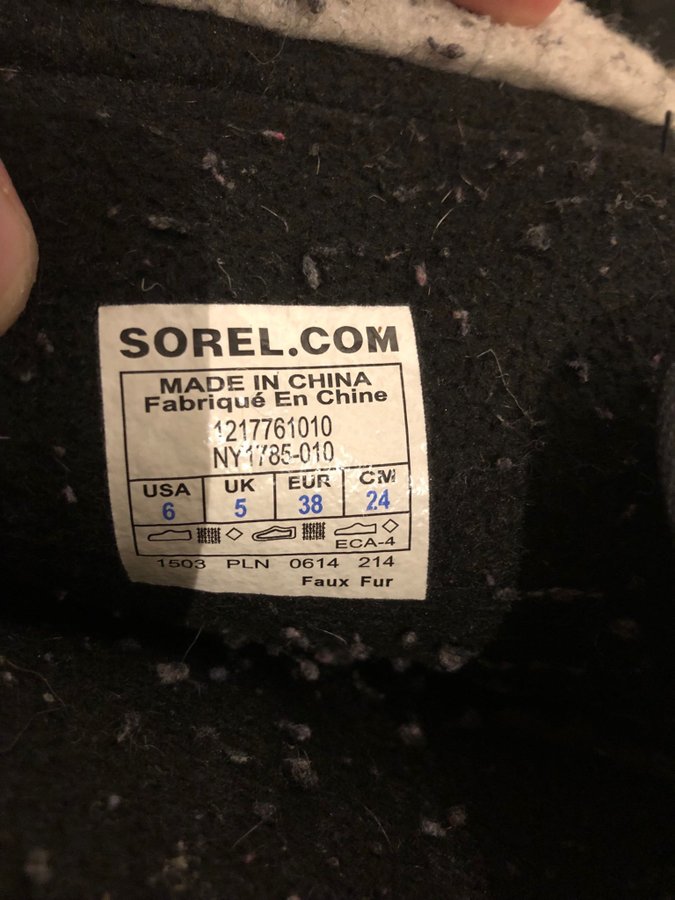 SOREL.COM
MADE IN CHINA
Fabriqué En Chine
1217761010
NY1785-010
USA UK EUR CM
6 5 38 24
ECA-4
1503 PLN 0614 214
Faux Fur